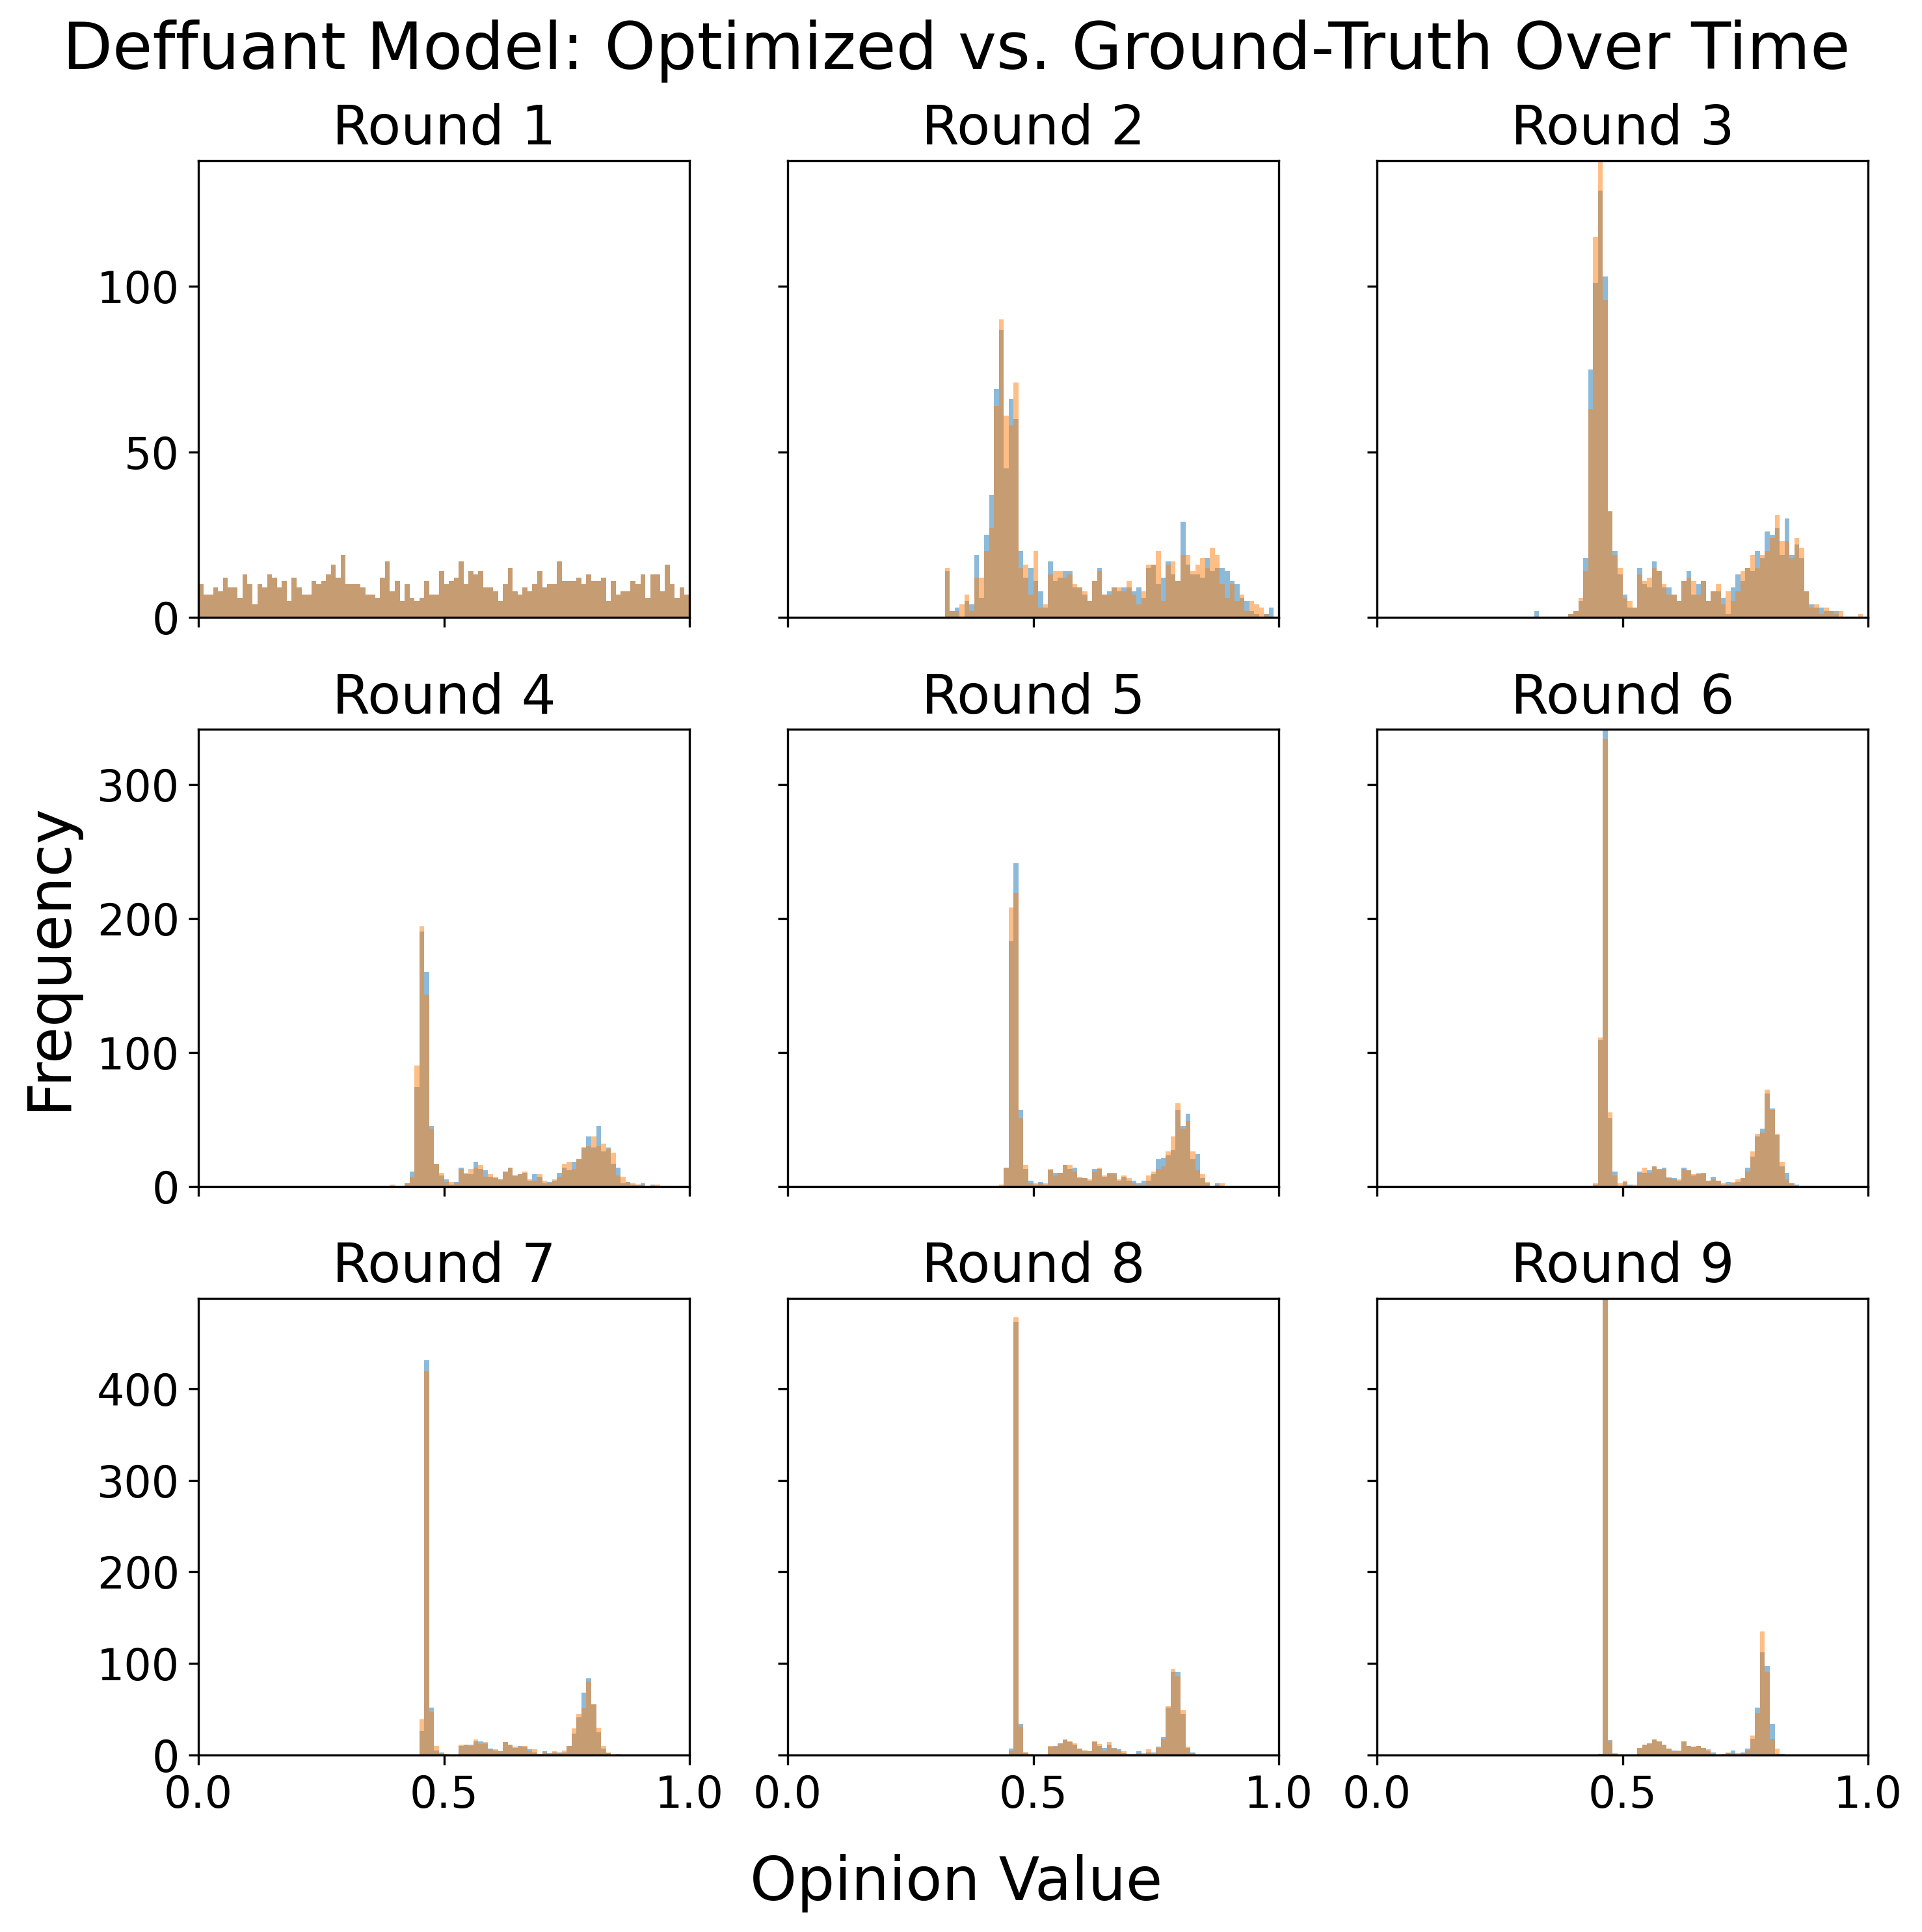 Deffuant Model: Optimized vs. Ground-Truth Over Time
Round 1
Round 2
Round 3
100
50
0
Round 4
Round 5
Round 6
300
200
100
0
Frequency
Round 7
Round 8
Round 9
400
300
200
100
0
0.0 0.5 1.0
0.0 0.5 1.0
0.0 0.5 1.0
Opinion Value